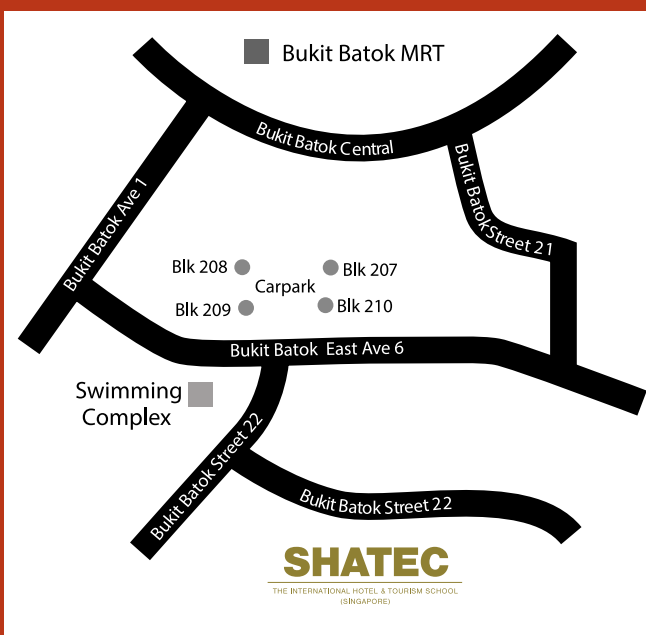 Bukit Batok MRT
Bukit Batok Central
Bukit Batok Ave 1
Bukit Batok Street 21
Blk 208
Blk 207
Carpark
Blk 209
Blk 210
Bukit Batok East Ave 6
Swimming
Complex
Bukit Batok Street 22
Bukit Batok Street 22
SHATEC
THE INTERNATIONAL HOTEL & TOURISM SCHOOL
(SINGAPORE)